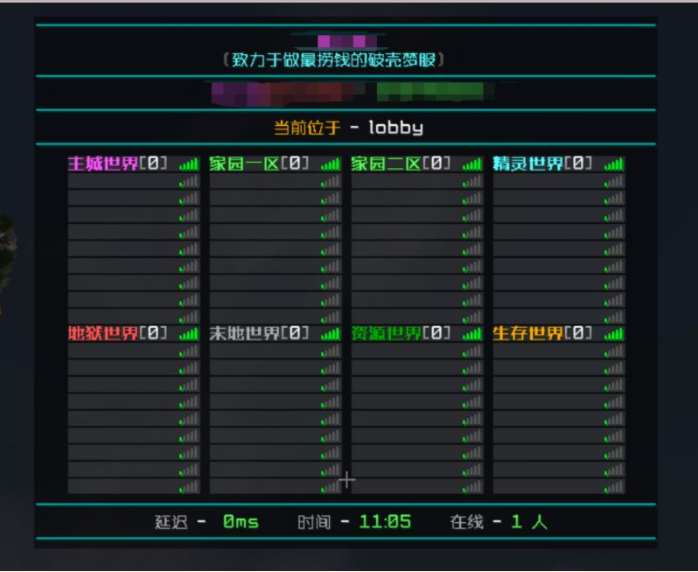 〔致力于做最捞钱的破壳梦服〕
当前位于 - lobby
主城世界[0] 家园一区[0] 家园二区[0] 精灵世界[0]
地狱世界[0] 末地世界[0] 资源世界[0] 生存世界[0]
延迟 - 0ms 时间 - 11:05 在线 - 1 人